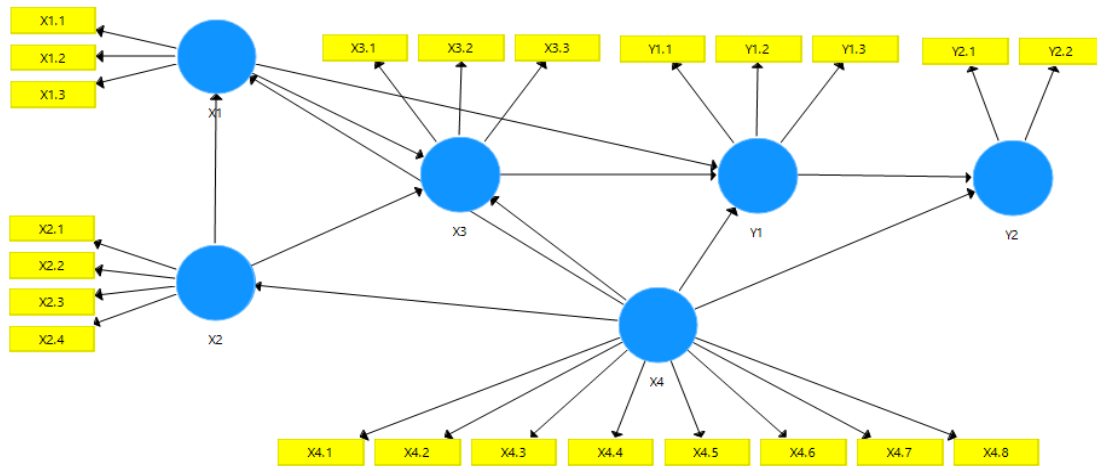 X1.1
X1.2
X1.3
X1
X3.1
X3.2
X3.3
X3
Y1.1
Y1.2
Y1.3
Y1
Y2.1
Y2.2
Y2
X2.1
X2.2
X2.3
X2.4
X2
X4
X4.1
X4.2
X4.3
X4.4
X4.5
X4.6
X4.7
X4.8